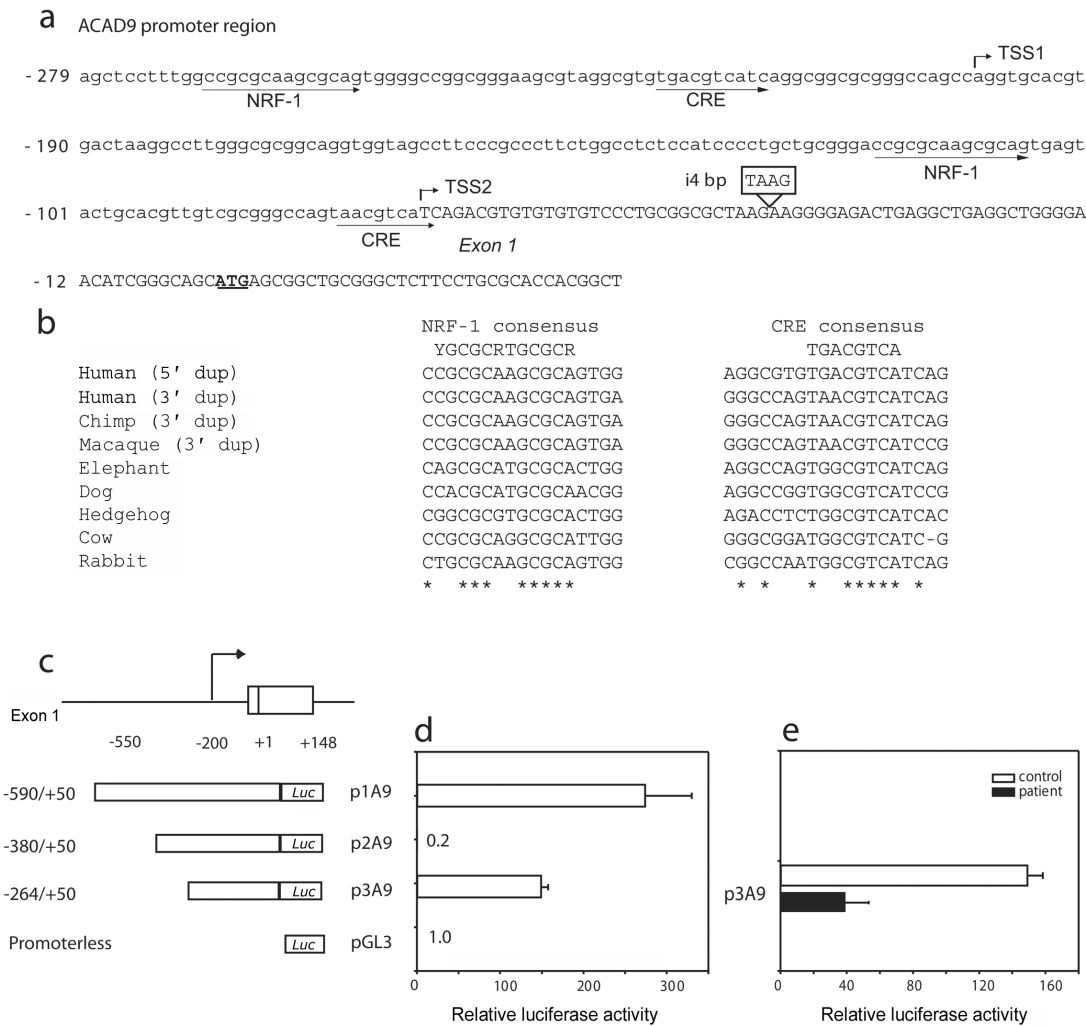 a ACAD9 promoter region
TSS1
- 279 agctcctttggccgcgcaagcgcagtggggccggcgggaagcgtaggcgtgtgacgtcatcaggcggcgcgggccagccaggtgcacgt
NRF-1 CRE
- 190 gactaaggccttgggcgcggcaggtggtagccttcccgcccttctggcctctccatcccctgctgcgggaccgcgcaagcgcagtgagt
NRF-1
TSS2 i4 bp TAAG
- 101 actgcacgttgtcgcgggccagtaacgtcaTCAGACGTGTGTGTGTCCCTGCGGCGCTAAGAAGGGGAGACTGAGGCTGAGGCTGGGGA
CRE Exon 1
- 12 ACATCGGGCAGCATGAGCGGCTGCGGGCTCTTCCTGCGCACCACGGCT
b
NRF-1 consensus CRE consensus
YGCGCRTGCGCR TGACGTCA
Human (5′ dup) CCGCGCAAGCGCAGTGG AGGCGTGTGACGTCATCAG
Human (3′ dup) CCGCGCAAGCGCAGTGA GGGCCAGTAACGTCATCAG
Chimp (3′ dup) CCGCGCAAGCGCAGTGA GGGCCAGTAACGTCATCAG
Macaque (3′ dup) CCGCGCAAGCGCAGTGA GGGCCAGTAACGTCATCCG
Elephant CAGCGCATGCGCACTGG AGGCCAGTGGCGTCATCAG
Dog CCACGCATGCGCAACGG AGGCCGGTGGCGTCATCCG
Hedgehog CGGCGCGTGCGCACTGG AGACCTCTGGCGTCATCAC
Cow CCGCGCAGGCGCATTGG GGGCGGATGGCGTCATC-G
Rabbit CTGCGCAAGCGCAGTGG CGGCCAATGGCGTCATCAG
* *** ***** * * * ***** *
c
Exon 1
-550 -200 +1 +148
-590/+50 Luc p1A9
-380/+50 Luc p2A9
-264/+50 Luc p3A9
Promoterless Luc pGL3
d
0.2
1.0
0 100 200 300
Relative luciferase activity
e
control
patient
p3A9
0 40 80 120 160
Relative luciferase activity